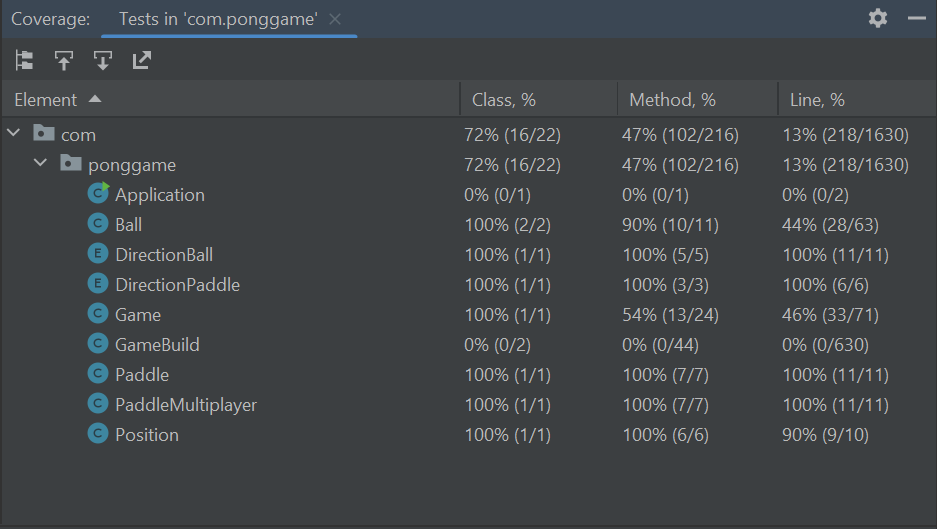 Coverage: Tests in 'com.ponggame'
Element Class, % Method, % Line, %
com 72% (16/22) 47% (102/216) 13% (218/1630)
ponggame 72% (16/22) 47% (102/216) 13% (218/1630)
C Application 0% (0/1) 0% (0/1) 0% (0/2)
C Ball 100% (2/2) 90% (10/11) 44% (28/63)
E DirectionBall 100% (1/1) 100% (5/5) 100% (11/11)
E DirectionPaddle 100% (1/1) 100% (3/3) 100% (6/6)
C Game 100% (1/1) 54% (13/24) 46% (33/71)
C GameBuild 0% (0/2) 0% (0/44) 0% (0/630)
C Paddle 100% (1/1) 100% (7/7) 100% (11/11)
C PaddleMultiplayer 100% (1/1) 100% (7/7) 100% (11/11)
C Position 100% (1/1) 100% (6/6) 90% (9/10)